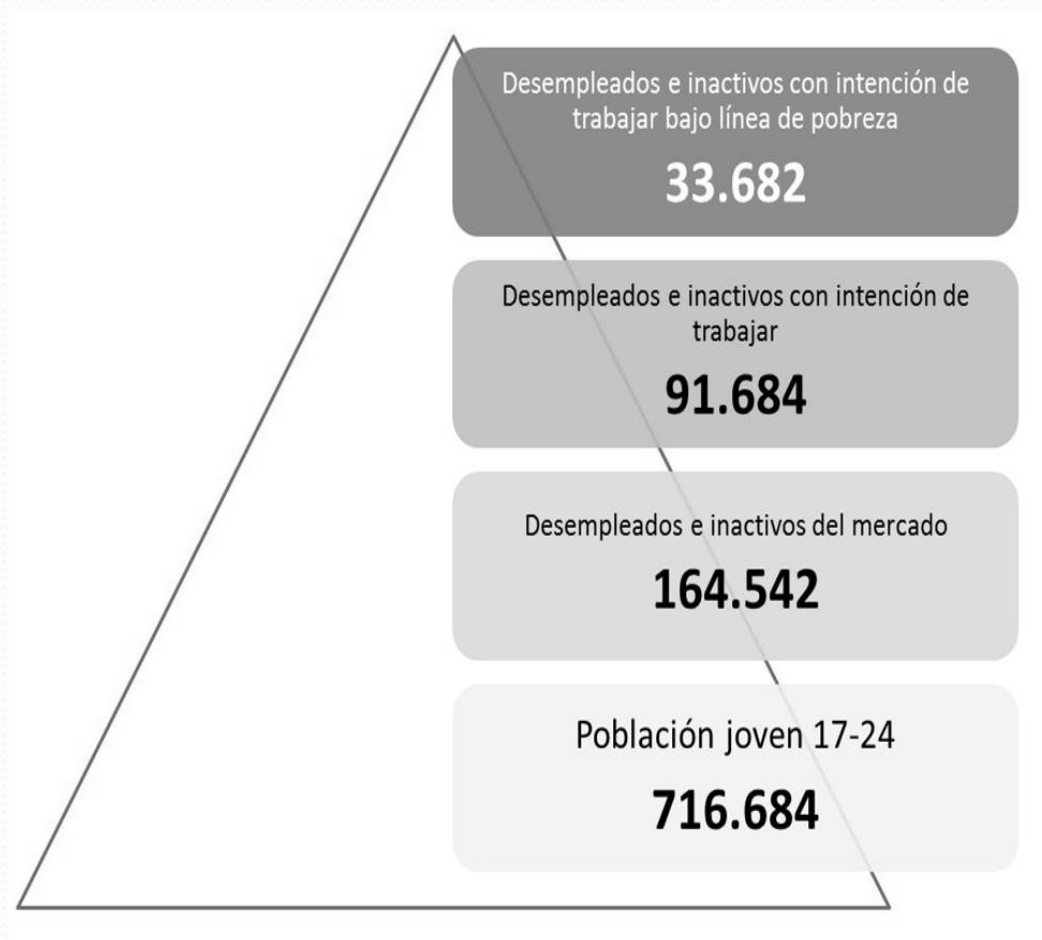 Desempleados e inactivos con intención de
trabajar bajo línea de pobreza
33.682
Desempleados e inactivos con intención de
trabajar
91.684
Desempleados e inactivos del mercado
164.542
Población joven 17-24
716.684